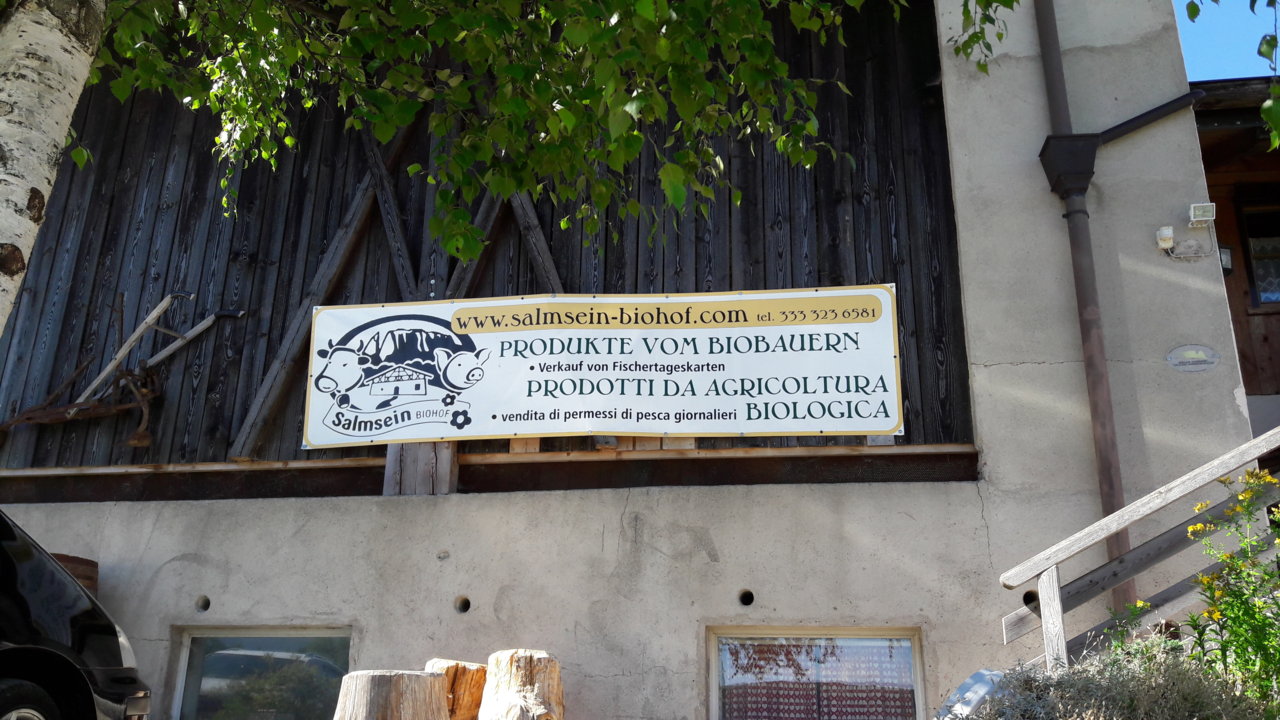 www.salmsein-biohof.com tel. 333 323 6581
PRODUKTE VOM BIOBAUERN
• Verkauf von Fischertageskarten
PRODOTTI DA AGRICOLTURA
• vendita di permessi di pesca giornalieri BIOLOGICA
Salmsein BIOHOF